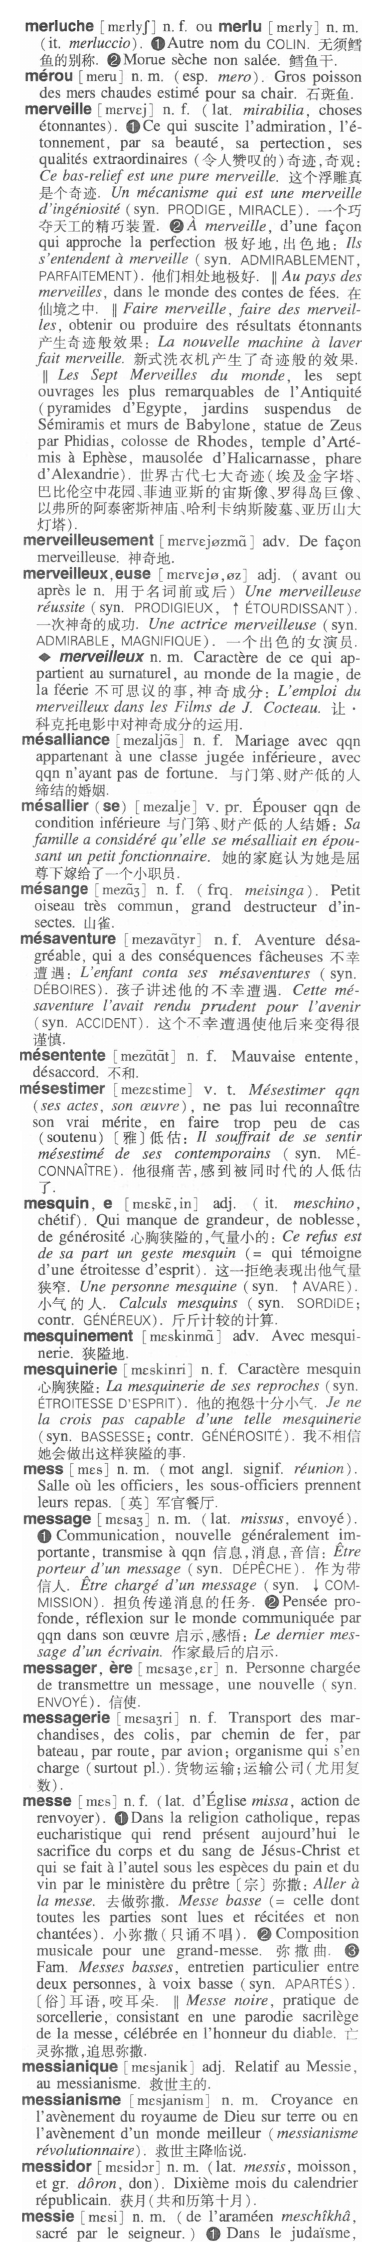 merluche [mɛrlyʃ] n. f. ou merlu [mɛrly] n. m.
(it. merluccio). ❶Autre nom du COLIN. 无须鳕
鱼的别称. ❷Morue sèche non salée. 鳕鱼干.
mérou [meru] n. m. (esp. mero). Gros poisson
des mers chaudes estimé pour sa chair. 石斑鱼.
merveille [mɛrvɛj] n. f. (lat. mirabilia, choses
étonnantes). ❶Ce qui suscite l'admiration, l'é-
tonnement, par sa beauté, sa pertection, ses
qualités extraordinaires (令人赞叹的)奇迹,奇观:
Ce bas-relief est une pure merveille. 这个浮雕真
是个奇迹. Un mécanisme qui est une merveille
d'ingéniosité (syn. PRODIGE, MIRACLE). 一个巧
夺天工的精巧装置. ❷À merveille, d'une façon
qui approche la perfection 极好地,出色地: Ils
s'entendent à merveille (syn. ADMIRABLEMENT,
PARFAITEMENT). 他们相处地极好. ‖ Au pays des
merveilles, dans le monde des contes de fées. 在
仙境之中. ‖ Faire merveille, faire des merveil-
les, obtenir ou produire des résultats étonnants
产生奇迹般效果: La nouvelle machine à laver
fait merveille. 新式洗衣机产生了奇迹般的效果.
‖ Les Sept Merveilles du monde, les sept
ouvrages les plus remarquables de l'Antiquité
(pyramides d'Egypte, jardins suspendus de
Sémiramis et murs de Babylone, statue de Zeus
par Phidias, colosse de Rhodes, temple d'Arté-
mis à Ephèse, mausolée d'Halicarnasse, phare
d'Alexandrie). 世界古代七大奇迹(埃及金字塔、
巴比伦空中花园、菲迪亚斯的宙斯像、罗得岛巨像、
以弗所的阿泰密斯神庙、哈利卡纳斯陵墓、亚历山大
灯塔).
merveilleusement [mɛrvɛjøzmɑ̃] adv. De façon
merveilleuse. 神奇地.
merveilleux,euse [mɛrvɛjø,øz] adj. (avant ou
après le n. 用于名词前或后) Une merveilleuse
réussite (syn. PRODIGIEUX, ↑ ÉTOURDISSANT).
一次神奇的成功. Une actrice merveilleuse (syn.
ADMIRABLE, MAGNIFIQUE). 一个出色的女演员.
◆ merveilleux n. m. Caractère de ce qui ap-
partient au surnaturel, au monde de la magie, de
la féerie 不可思议的事,神奇成分: L'emploi du
merveilleux dans les Films de J. Cocteau. 让·
科克托电影中对神奇成分的运用.
mésalliance [mezaljɑ̃s] n. f. Mariage avec qqn
appartenant à une classe jugée inférieure, avec
qqn n'ayant pas de fortune. 与门第、财产低的人
缔结的婚姻.
mésallier (se) [mezalje] v. pr. Épouser qqn de
condition inférieure 与门第、财产低的人结婚: Sa
famille a considéré qu'elle se mésalliait en épou-
sant un petit fonctionnaire. 她的家庭认为她是屈
尊下嫁给了一个小职员.
mésange [mezɑ̃ʒ] n. f. (frq. meisinga). Petit
oiseau très commun, grand destructeur d'in-
sectes. 山雀.
mésaventure [mezavɑ̃tyr] n. f. Aventure désa-
gréable, qui a des conséquences fâcheuses 不幸
遭遇: L'enfant conta ses mésaventures (syn.
DÉBOIRES). 孩子讲述他的不幸遭遇. Cette mé-
saventure l'avait rendu prudent pour l'avenir
(syn. ACCIDENT). 这个不幸遭遇使他后来变得很
谨慎.
mésentente [mezɑ̃tɑ̃t] n. f. Mauvaise entente,
désaccord. 不和.
mésestimer [mezɛstime] v. t. Mésestimer qqn
(ses actes, son œuvre), ne pas lui reconnaître
son vrai mérite, en faire trop peu de cas
(soutenu) [雅]低估: Il souffrait de se sentir
mésestimé de ses contemporains (syn. MÉ-
CONNAÎTRE). 他很痛苦,感到被同时代的人低估
了.
mesquin, e [mɛskɛ̃,in] adj. (it. meschino,
chétif). Qui manque de grandeur, de noblesse,
de générosité 心胸狭隘的,气量小的: Ce refus est
de sa part un geste mesquin (= qui témoigne
d'une étroitesse d'esprit). 这一拒绝表现出他气量
狭窄. Une personne mesquine (syn. ↑ AVARE).
小气的人. Calculs mesquins (syn. SORDIDE;
contr. GÉNÉREUX). 斤斤计较的计算.
mesquinement [mɛskinmɑ̃] adv. Avec mesqui-
nerie. 狭隘地.
mesquinerie [mɛskinri] n. f. Caractère mesquin
心胸狭隘: La mesquinerie de ses reproches (syn.
ÉTROITESSE D'ESPRIT). 他的抱怨十分小气. Je ne
la crois pas capable d'une telle mesquinerie
(syn. BASSESSE; contr. GÉNÉROSITÉ). 我不相信
她会做出这样狭隘的事.
mess [mɛs] n. m. (mot angl. signif. réunion).
Salle où les officiers, les sous-officiers prennent
leurs repas. [英] 军官餐厅.
message [mɛsaʒ] n. m. (lat. missus, envoyé).
❶ Communication, nouvelle généralement im-
portante, transmise à qqn 信息,消息,音信: Être
porteur d'un message (syn. DÉPÊCHE). 作为带
信人. Être chargé d'un message (syn. ↓ COM-
MISSION). 担负传递消息的任务. ❷Pensée pro-
fonde, réflexion sur le monde communiquée par
qqn dans son œuvre 启示,感悟: Le dernier mes-
sage d'un écrivain. 作家最后的启示.
messager, ère [mɛsaʒe,ɛr] n. Personne chargée
de transmettre un message, une nouvelle (syn.
ENVOYÉ). 信使.
messagerie [mɛsaʒri] n. f. Transport des mar-
chandises, des colis, par chemin de fer, par
bateau, par route, par avion; organisme qui s'en
charge (surtout pl.). 货物运输;运输公司(尤用复
数).
messe [mɛs] n. f. (lat. d'Église missa, action de
renvoyer). ❶Dans la religion catholique, repas
eucharistique qui rend présent aujourd'hui le
sacrifice du corps et du sang de Jésus-Christ et
qui se fait à l'autel sous les espèces du pain et du
vin par le ministère du prêtre [宗] 弥撒: Aller à
la messe. 去做弥撒. Messe basse (= celle dont
toutes les parties sont lues et récitées et non
chantées). 小弥撒(只诵不唱). ❷Composition
musicale pour une grand-messe. 弥撒曲. ❸
Fam. Messes basses, entretien particulier entre
deux personnes, à voix basse (syn. APARTÉS).
[俗]耳语,咬耳朵. ‖ Messe noire, pratique de
sorcellerie, consistant en une parodie sacrilège
de la messe, célébrée en l'honneur du diable. 亡
灵弥撒,追思弥撒.
messianique [mɛsjanik] adj. Relatif au Messie,
au messianisme. 救世主的.
messianisme [mɛsjanism] n. m. Croyance en
l'avènement du royaume de Dieu sur terre ou en
l'avènement d'un monde meilleur (messianisme
révolutionnaire). 救世主降临说.
messidor [mɛsidɔr] n. m. (lat. messis, moisson,
et gr. dôron, don). Dixième mois du calendrier
républicain. 获月(共和历第十月).
messie [mɛsi] n. m. (de l'araméen meschîkhâ,
sacré par le seigneur.) ❶ Dans le judaïsme,